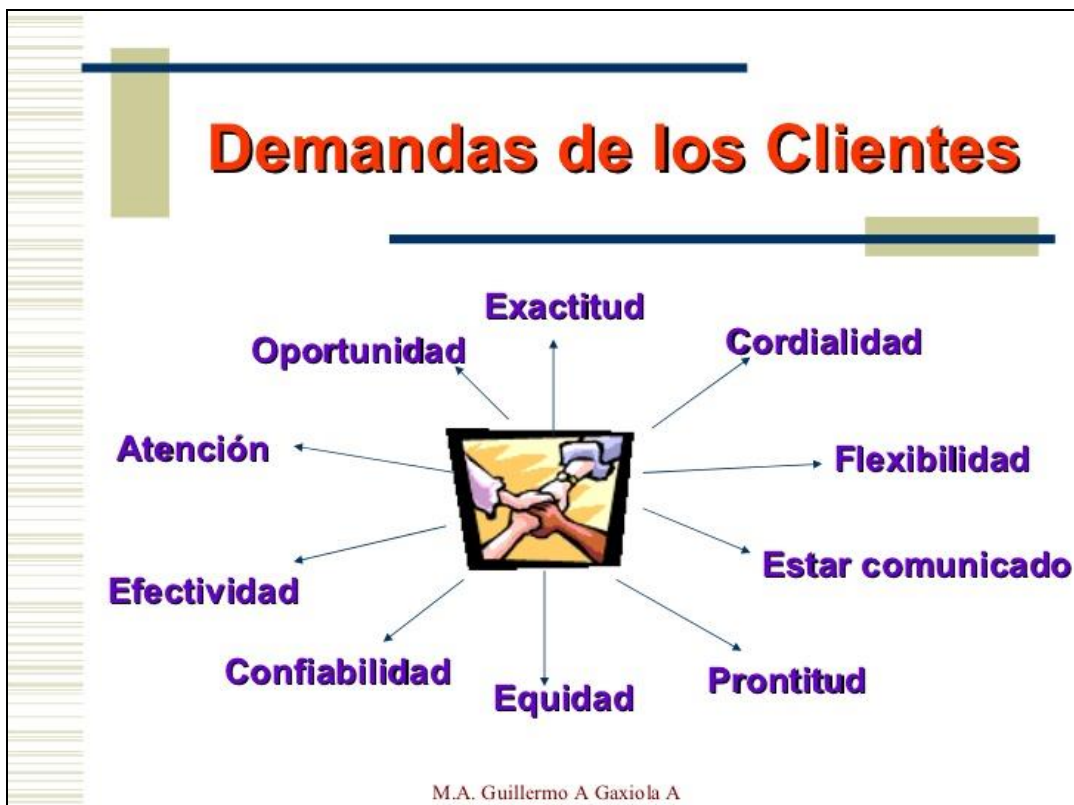 Demandas de los Clientes
Exactitud
Oportunidad
Cordialidad
Atención
Flexibilidad
Estar comunicado
Efectividad
Confiabilidad
Equidad
Prontitud
M.A. Guillermo A Gaxiola A